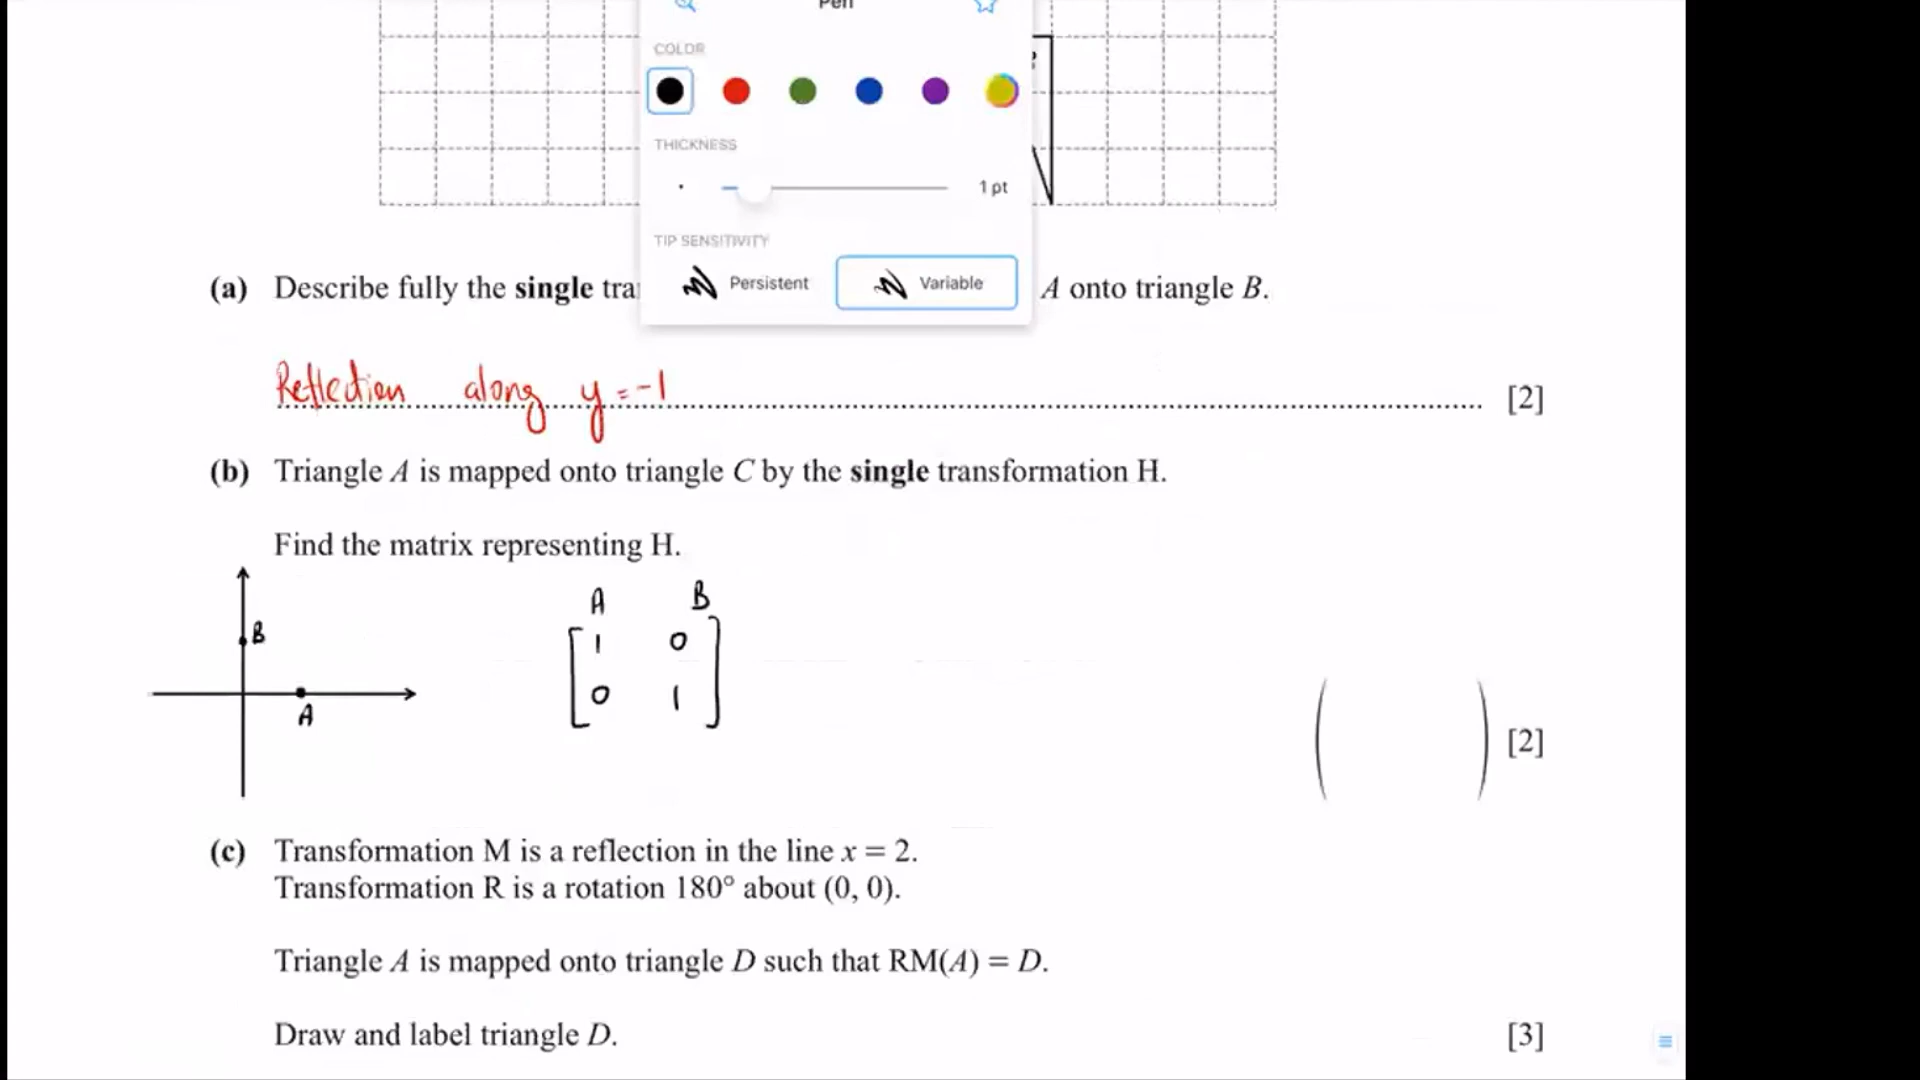 Pen
COLOR
THICKNESS
1 pt
TIP SENSITIVITY
Persistent Variable
(a) Describe fully the single A onto triangle B.
Reflection along y = -1 [2]
(b) Triangle A is mapped onto triangle C by the single transformation H.
Find the matrix representing H.
A B
B 1 0
0 1
A
[2]
(c) Transformation M is a reflection in the line x = 2.
Transformation R is a rotation 180° about (0, 0).
Triangle A is mapped onto triangle D such that RM(A) = D.
Draw and label triangle D. [3]